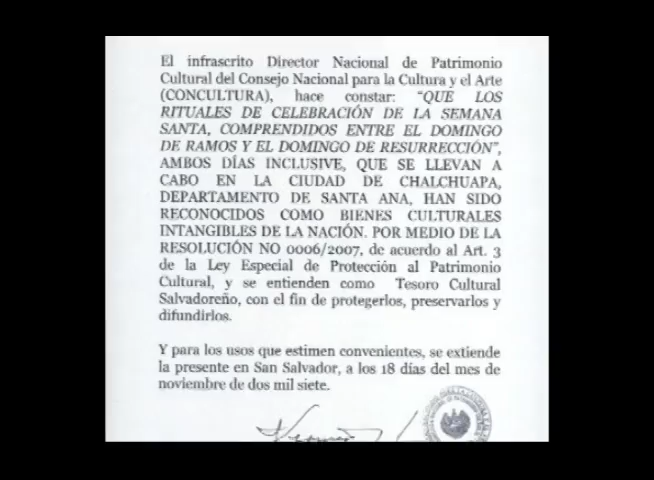 El infrascrito Director Nacional de Patrimonio
Cultural del Consejo Nacional para la Cultura y el Arte
(CONCULTURA), hace constar: "QUE LOS
RITUALES DE CELEBRACIÓN DE LA SEMANA
SANTA, COMPRENDIDOS ENTRE EL DOMINGO
DE RAMOS Y EL DOMINGO DE RESURRECCIÓN",
AMBOS DÍAS INCLUSIVE, QUE SE LLEVAN A
CABO EN LA CIUDAD DE CHALCHUAPA,
DEPARTAMENTO DE SANTA ANA, HAN SIDO
RECONOCIDOS COMO BIENES CULTURALES
INTANGIBLES DE LA NACIÓN. POR MEDIO DE LA
RESOLUCIÓN NO 0006/2007, de acuerdo al Art. 3
de la Ley Especial de Protección al Patrimonio
Cultural, y se entienden como Tesoro Cultural
Salvadoreño, con el fin de protegerlos, preservarlos y
difundirlos.
Y para los usos que estimen convenientes, se extiende
la presente en San Salvador, a los 18 días del mes de
noviembre de dos mil siete.